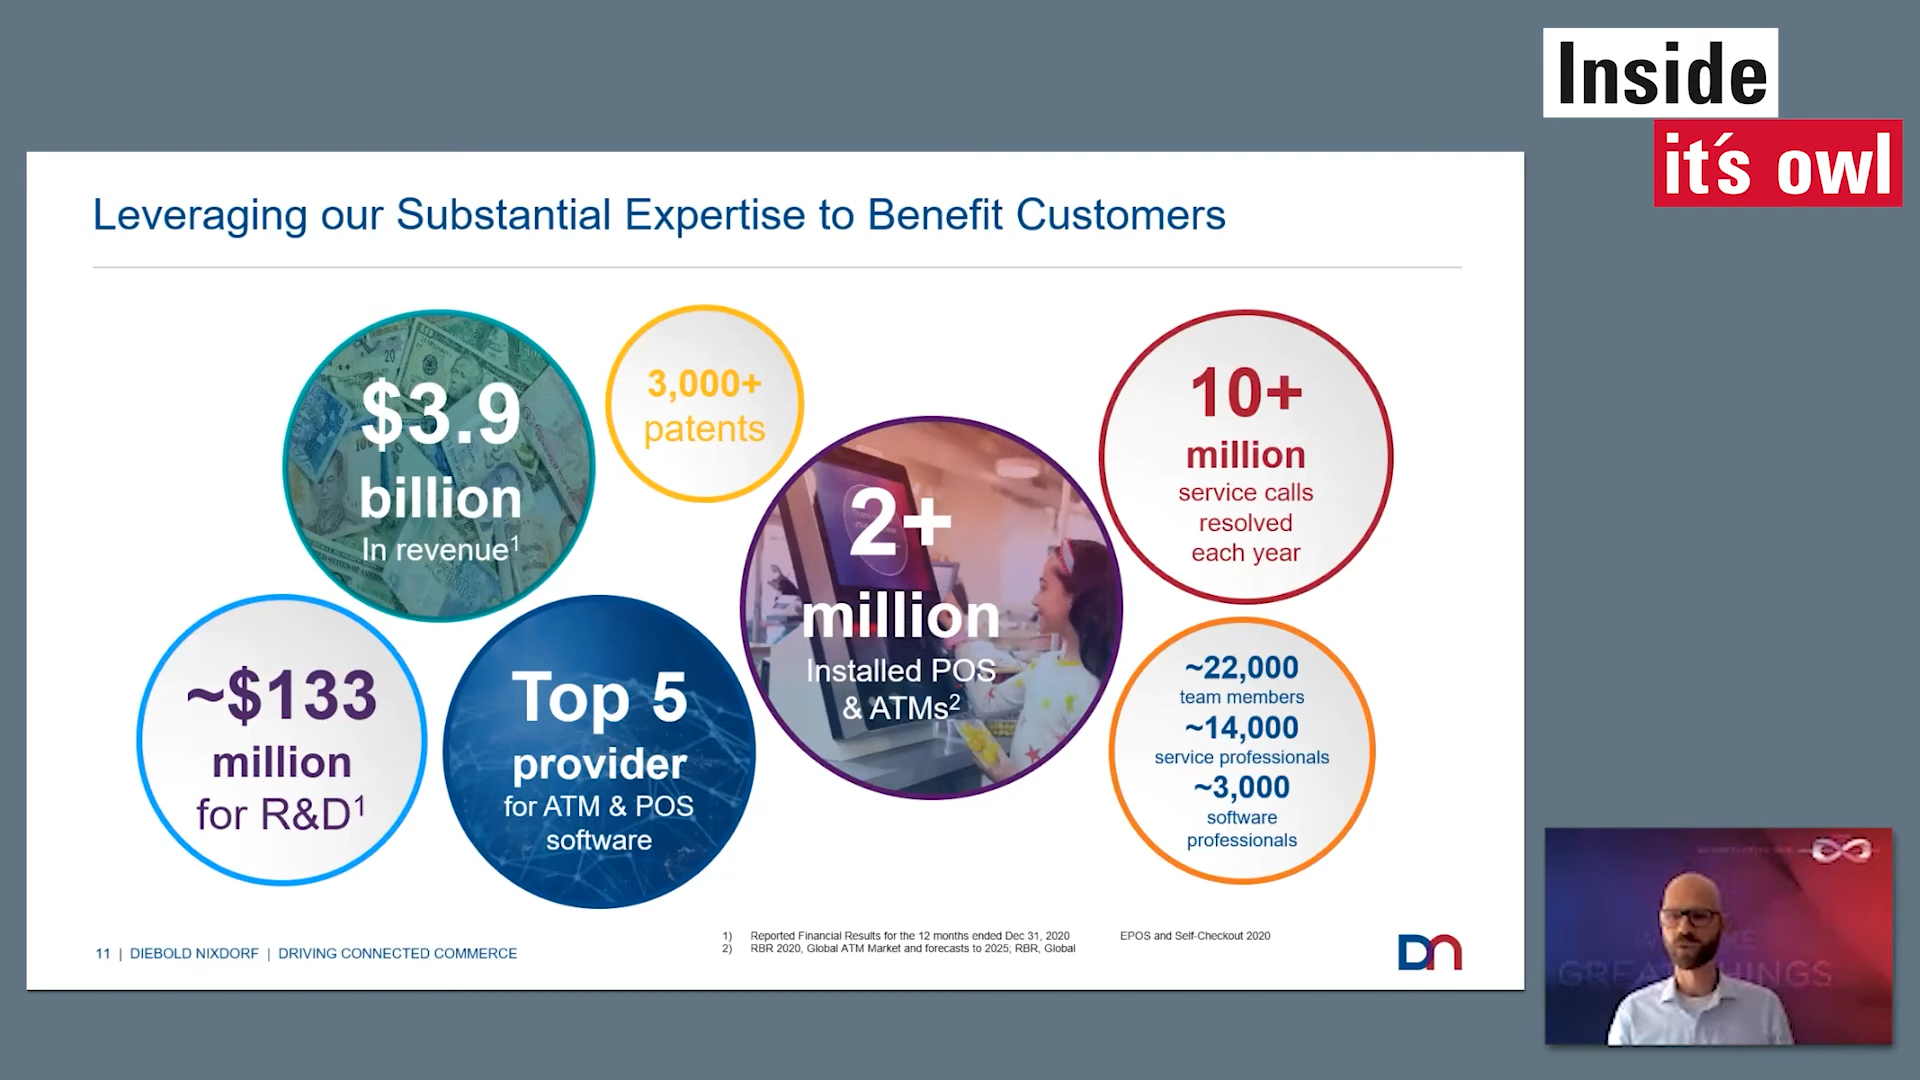 Inside
it´s owl
Leveraging our Substantial Expertise to Benefit Customers
$3.9
billion
In revenue1
3,000+
patents
2+
million
Installed POS
& ATMs2
10+
million
service calls
resolved
each year
~$133
million
for R&D1
Top 5
provider
for ATM & POS
software
~22,000
team members
~14,000
service professionals
~3,000
software
professionals
1) Reported Financial Results for the 12 months ended Dec 31, 2020 EPOS and Self-Checkout 2020
2) RBR 2020, Global ATM Market and forecasts to 2025; RBR, Global
11 | DIEBOLD NIXDORF | DRIVING CONNECTED COMMERCE
DN